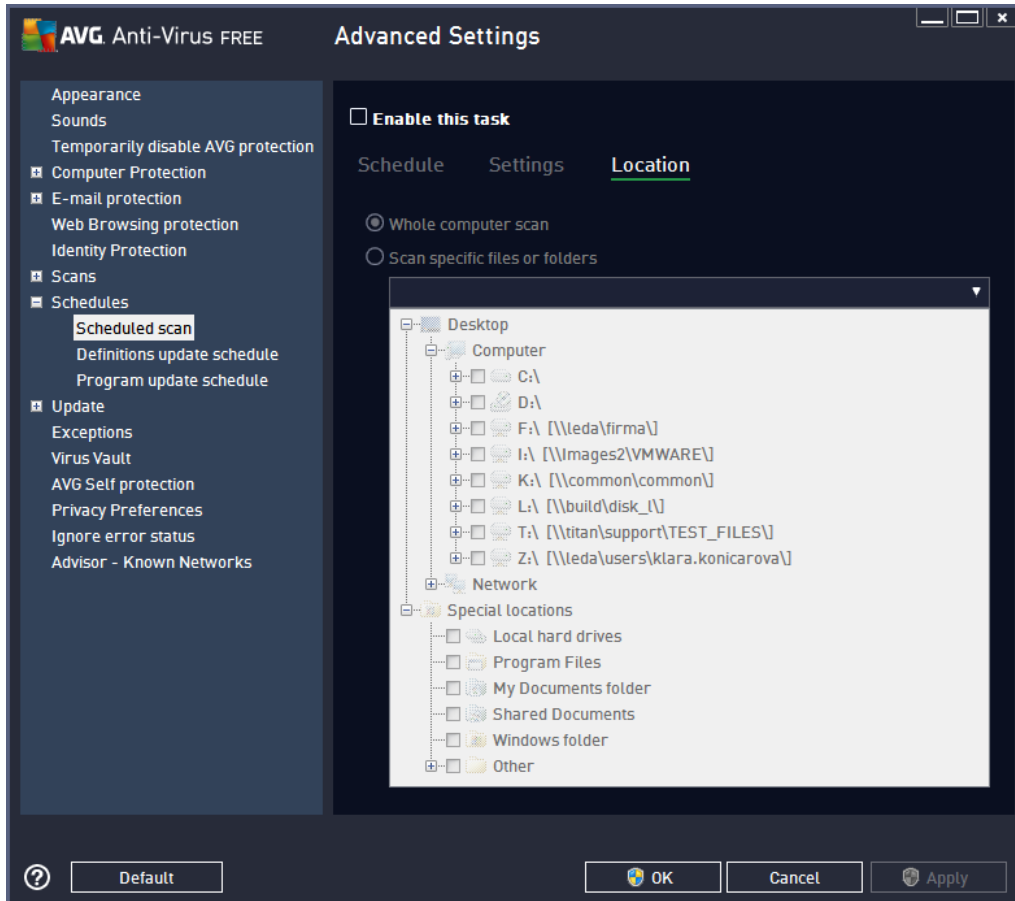 AVG. Anti-Virus FREE
Advanced Settings
Appearance
Sounds
Temporarily disable AVG protection
Computer Protection
E-mail protection
Web Browsing protection
Identity Protection
Scans
Schedules
Scheduled scan
Definitions update schedule
Program update schedule
Update
Exceptions
Virus Vault
AVG Self protection
Privacy Preferences
Ignore error status
Advisor - Known Networks
Enable this task
Schedule Settings Location
Whole computer scan
Scan specific files or folders
Desktop
Computer
C:\
D:\
F:\ [\\leda\firma\]
I:\ [\\Images2\VMWARE\]
K:\ [\\common\common\]
L:\ [\\build\disk_l\]
T:\ [\\titan\support\TEST_FILES\]
Z:\ [\\leda\users\klara.konicarova\]
Network
Special locations
Local hard drives
Program Files
My Documents folder
Shared Documents
Windows folder
Other
? Default OK Cancel Apply